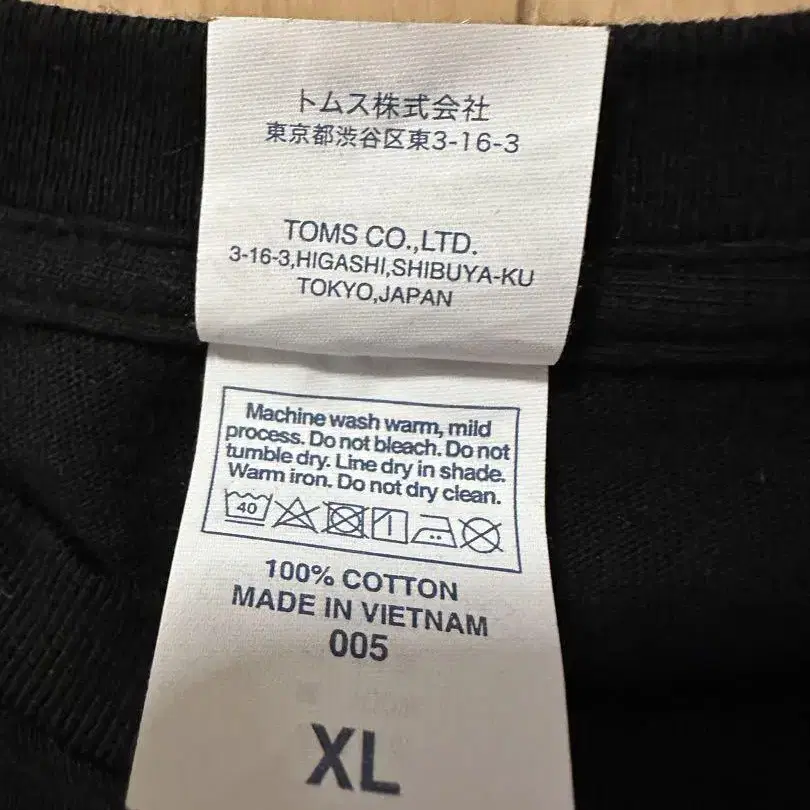 トムス株式会社
東京都渋谷区東3-16-3
TOMS CO.,LTD.
3-16-3,HIGASHI,SHIBUYA-KU
TOKYO,JAPAN
Machine wash warm, mild
process. Do not bleach. Do not
tumble dry. Line dry in shade.
Warm iron. Do not dry clean.
40
100% COTTON
MADE IN VIETNAM
005
XL